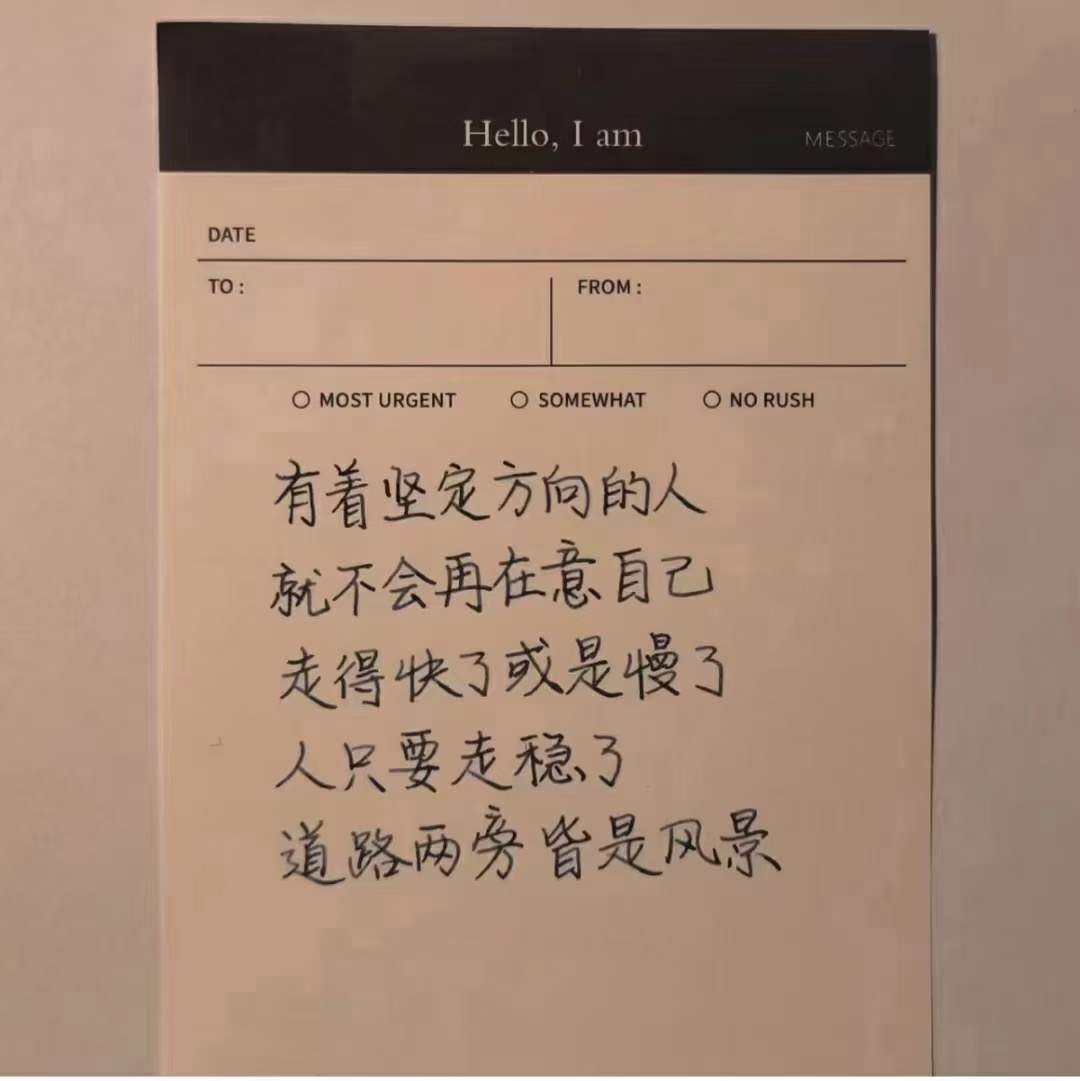 Hello, I am
MESSAGE
DATE
TO :
FROM :
MOST URGENT
SOMEWHAT
NO RUSH
有着坚定方向的人
就不会再在意自己
走得快了或是慢了
人只要走稳了
道路两旁皆是风景